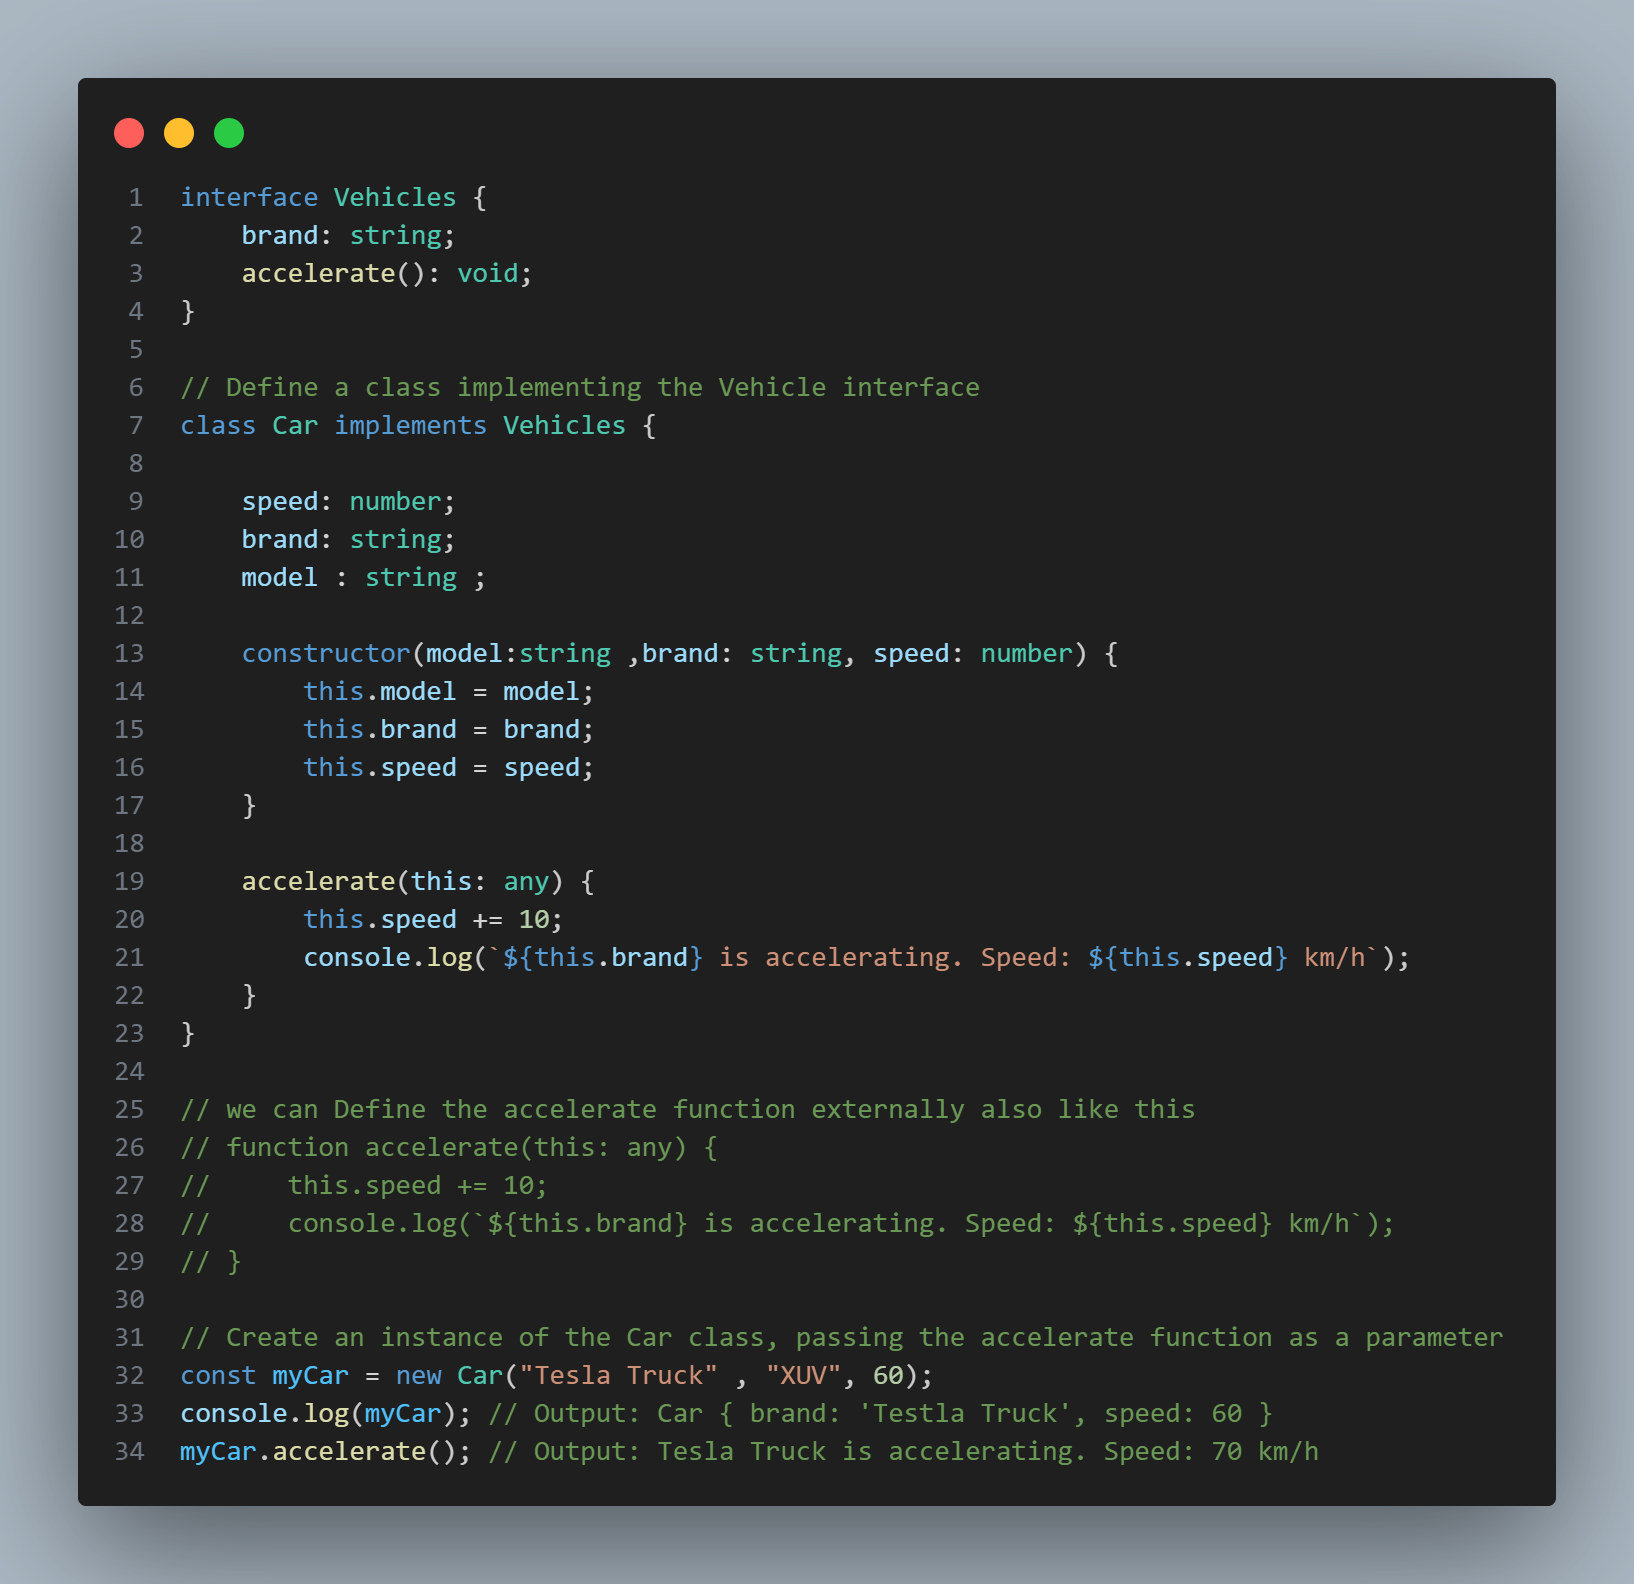 1 interface Vehicles {
2     brand: string;
3     accelerate(): void;
4 }
5
6 // Define a class implementing the Vehicle interface
7 class Car implements Vehicles {
8
9     speed: number;
10     brand: string;
11     model : string ;
12
13     constructor(model:string ,brand: string, speed: number) {
14         this.model = model;
15         this.brand = brand;
16         this.speed = speed;
17     }
18
19     accelerate(this: any) {
20         this.speed += 10;
21         console.log(`${this.brand} is accelerating. Speed: ${this.speed} km/h`);
22     }
23 }
24
25 // we can Define the accelerate function externally also like this
26 // function accelerate(this: any) {
27 //     this.speed += 10;
28 //     console.log(`${this.brand} is accelerating. Speed: ${this.speed} km/h`);
29 // }
30
31 // Create an instance of the Car class, passing the accelerate function as a parameter
32 const myCar = new Car("Tesla Truck" , "XUV", 60);
33 console.log(myCar); // Output: Car { brand: 'Testla Truck', speed: 60 }
34 myCar.accelerate(); // Output: Tesla Truck is accelerating. Speed: 70 km/h